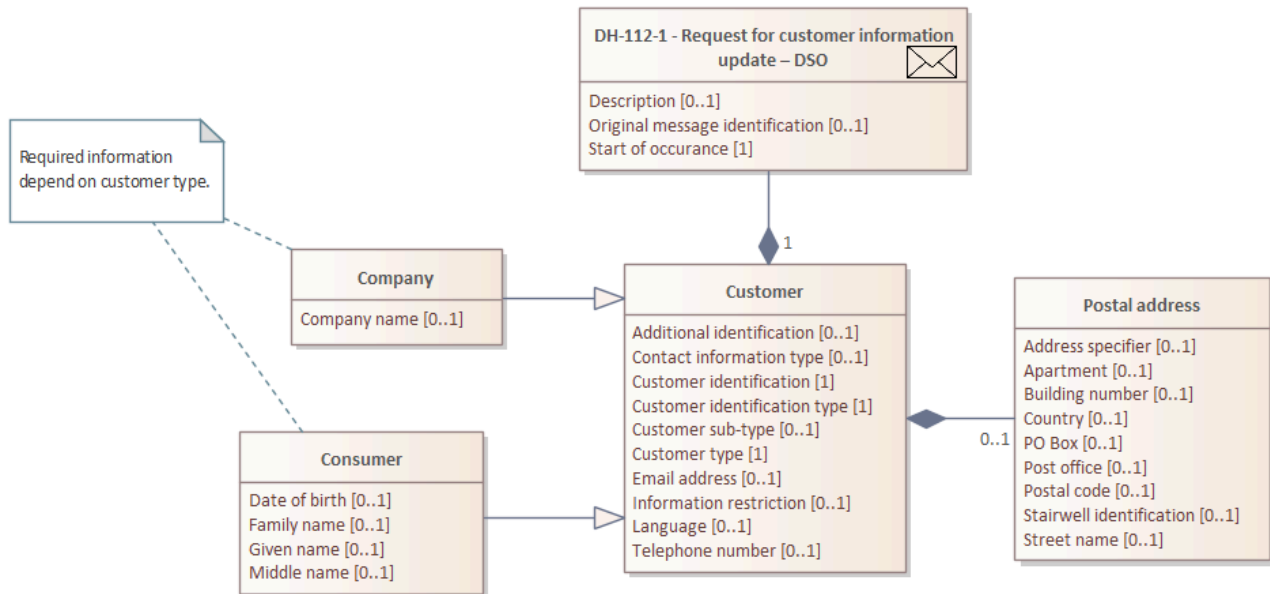 DH-112-1 - Request for customer information
update – DSO
Description [0..1]
Original message identification [0..1]
Start of occurance [1]
Required information
depend on customer type.
1
Company
Company name [0..1]
Customer
Additional identification [0..1]
Contact information type [0..1]
Customer identification [1]
Customer identification type [1]
Customer sub-type [0..1]
Customer type [1]
Email address [0..1]
Information restriction [0..1]
Language [0..1]
Telephone number [0..1]
0..1
Postal address
Address specifier [0..1]
Apartment [0..1]
Building number [0..1]
Country [0..1]
PO Box [0..1]
Post office [0..1]
Postal code [0..1]
Stairwell identification [0..1]
Street name [0..1]
Consumer
Date of birth [0..1]
Family name [0..1]
Given name [0..1]
Middle name [0..1]